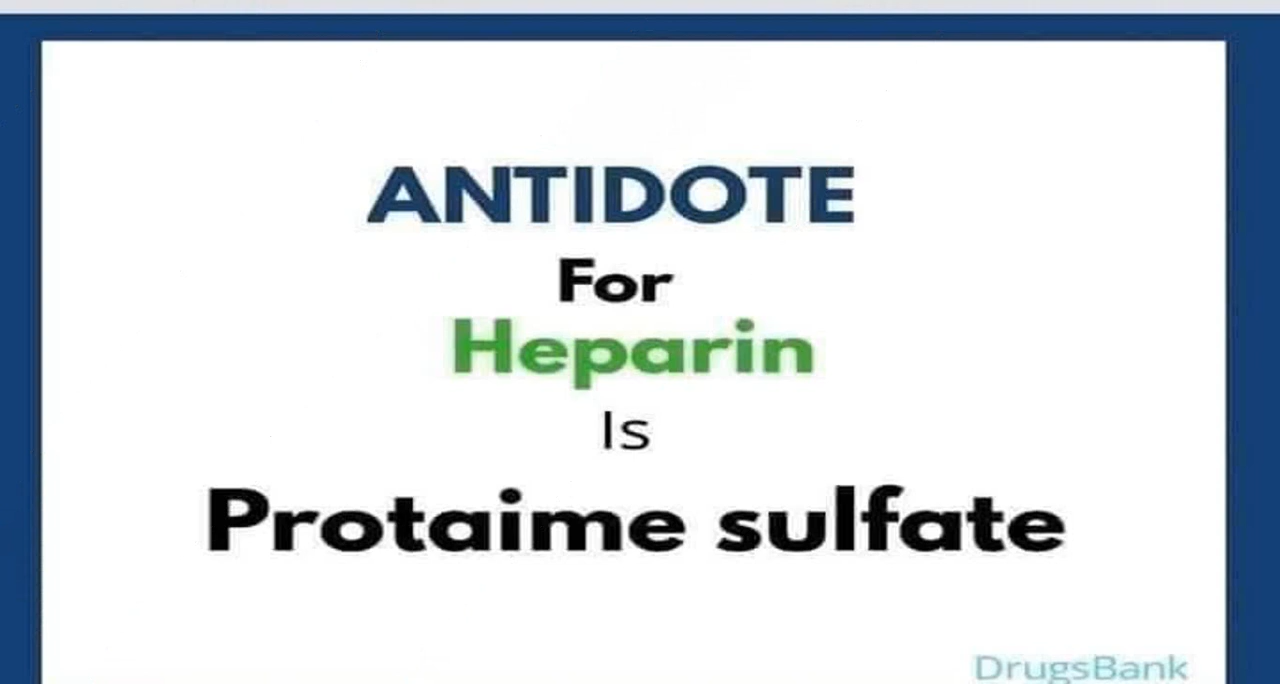 ANTIDOTE
For
Heparin
Is
Protaime sulfate
DrugsBank